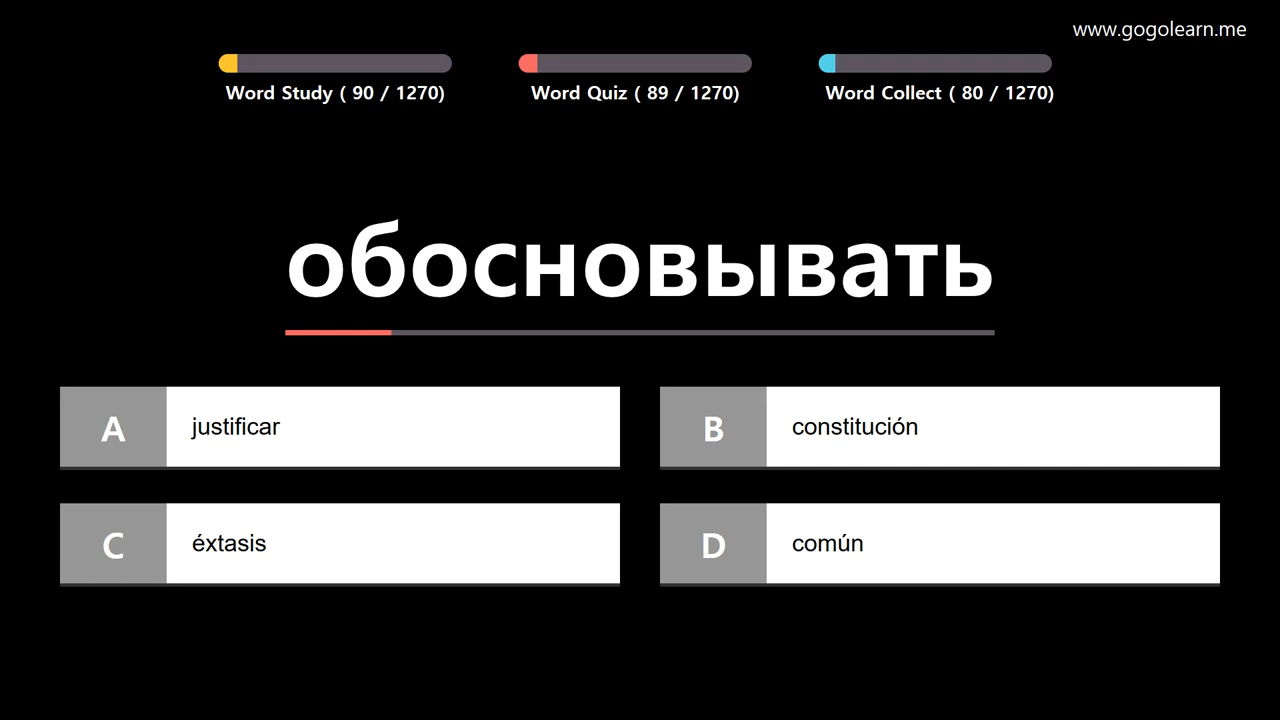 www.gogolearn.me
Word Study ( 90 / 1270)
Word Quiz ( 89 / 1270)
Word Collect ( 80 / 1270)
обосновывать
A justificar
B constitución
C éxtasis
D común